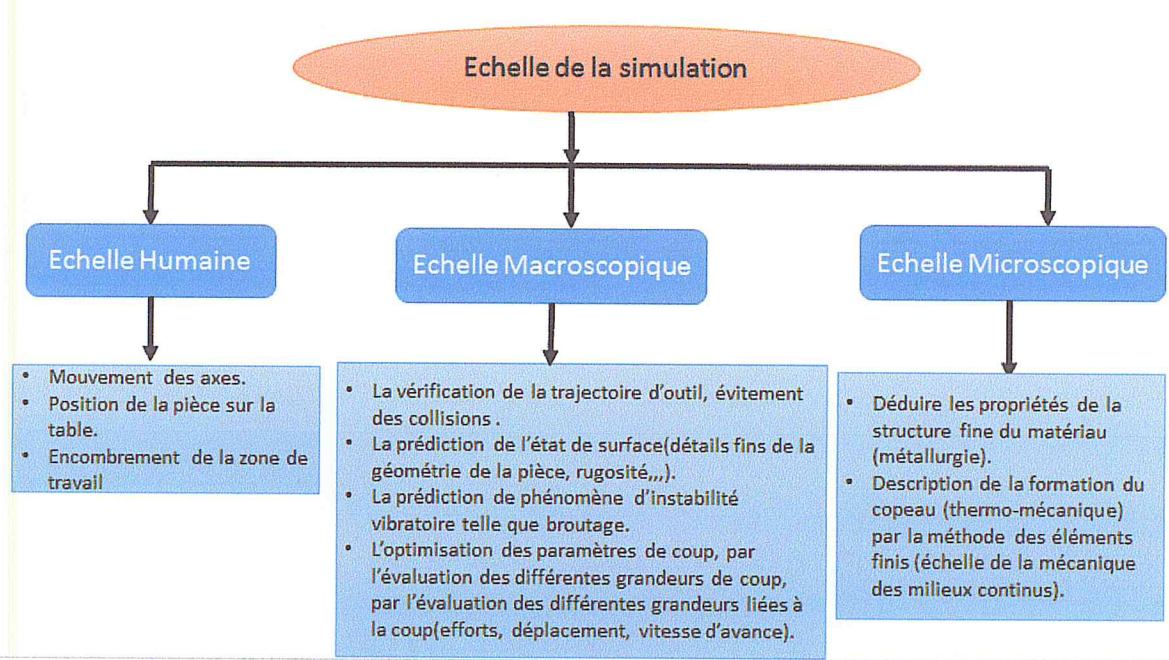 Echelle de la simulation
Echelle Humaine
Echelle Macroscopique
Echelle Microscopique
• Mouvement des axes.
• Position de la pièce sur la
table.
• Encombrement de la zone de
travail
• La vérification de la trajectoire d'outil, évitement
des collisions .
• La prédiction de l'état de surface(détails fins de la
géométrie de la pièce, rugosité,,,).
• La prédiction de phénomène d'instabilité
vibratoire telle que broutage.
• L'optimisation des paramètres de coup, par
l'évaluation des différentes grandeurs de coup,
par l'évaluation des différentes grandeurs liées à
la coup(efforts, déplacement, vitesse d'avance).
• Déduire les propriétés de la
structure fine du matériau
(métallurgie).
• Description de la formation du
copeau (thermo-mécanique)
par la méthode des éléments
finis (échelle de la mécanique
des milieux continus).